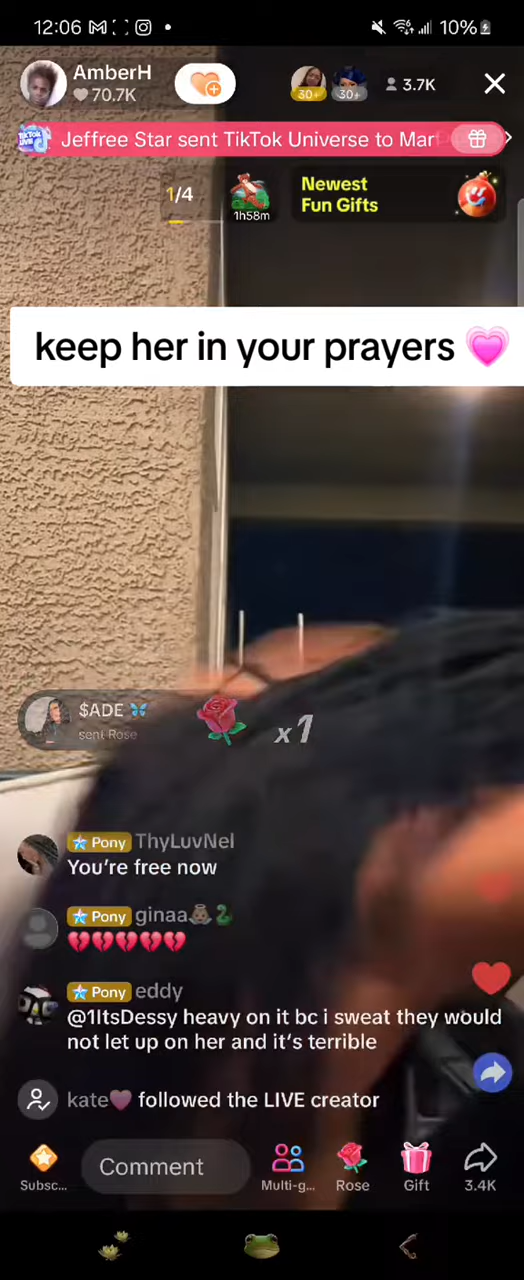 12:06
10%
AmberH
70.7K
30+
30+
3.7K
TikTok LIVE
Jeffree Star sent TikTok Universe to Mar
1/4
1h58m
Newest
Fun Gifts
keep her in your prayers 💗
$ADE 🦋
sent Rose
x1
Pony ThyLuvNel
You’re free now
Pony ginaa👼🏽🐍
💔💔💔💔💔
Pony eddy
@1ItsDessy heavy on it bc i sweat they would
not let up on her and it’s terrible
kate💗 followed the LIVE creator
Subsc...
Comment
Multi-g...
Rose
Gift
3.4K